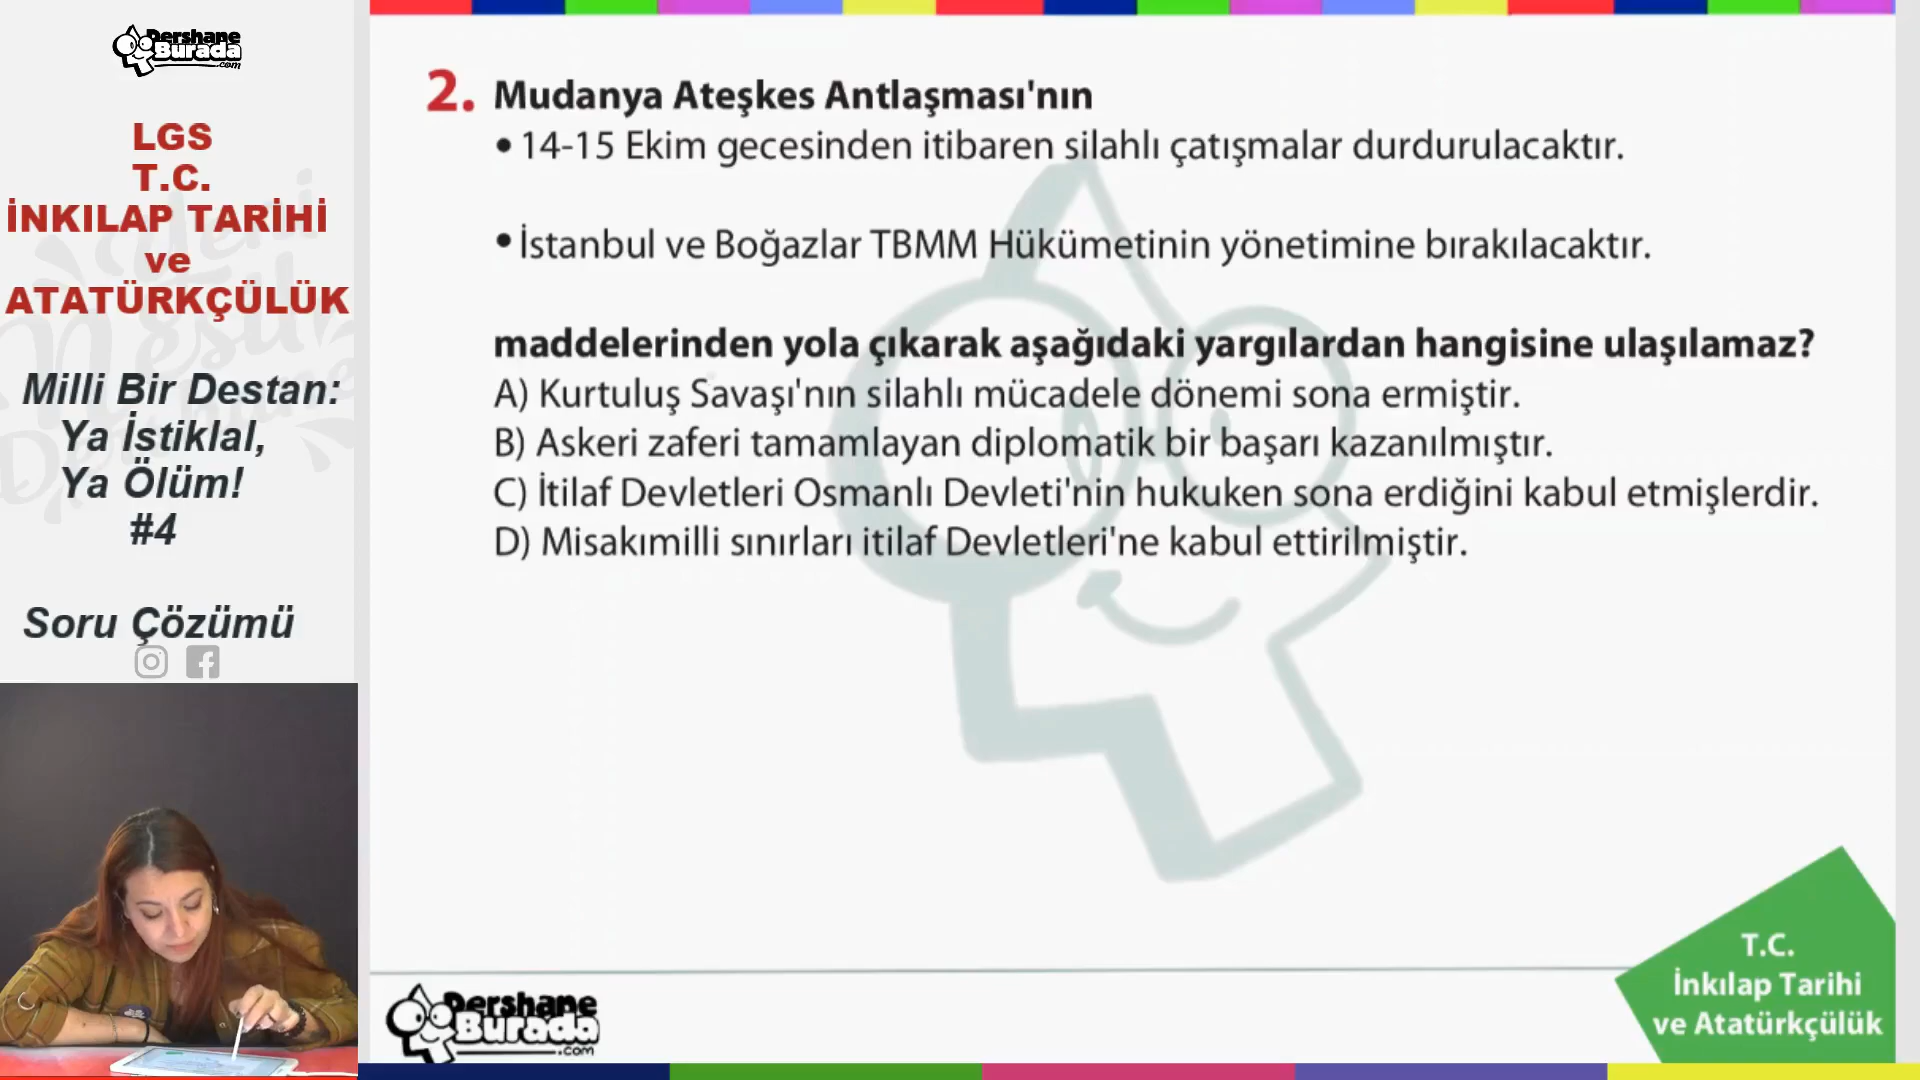 Dershane
Burada
.com
LGS
T.C.
İNKILAP TARİHİ
ve
ATATÜRKÇÜLÜK
Milli Bir Destan:
Ya İstiklal,
Ya Ölüm!
#4
Soru Çözümü
2. Mudanya Ateşkes Antlaşması'nın
• 14-15 Ekim gecesinden itibaren silahlı çatışmalar durdurulacaktır.
• İstanbul ve Boğazlar TBMM Hükümetinin yönetimine bırakılacaktır.
maddelerinden yola çıkarak aşağıdaki yargılardan hangisine ulaşılamaz?
A) Kurtuluş Savaşı'nın silahlı mücadele dönemi sona ermiştir.
B) Askeri zaferi tamamlayan diplomatik bir başarı kazanılmıştır.
C) İtilaf Devletleri Osmanlı Devleti'nin hukuken sona erdiğini kabul etmişlerdir.
D) Misakımilli sınırları itilaf Devletleri'ne kabul ettirilmiştir.
Dershane
Burada
.com
T.C.
İnkılap Tarihi
ve Atatürkçülük